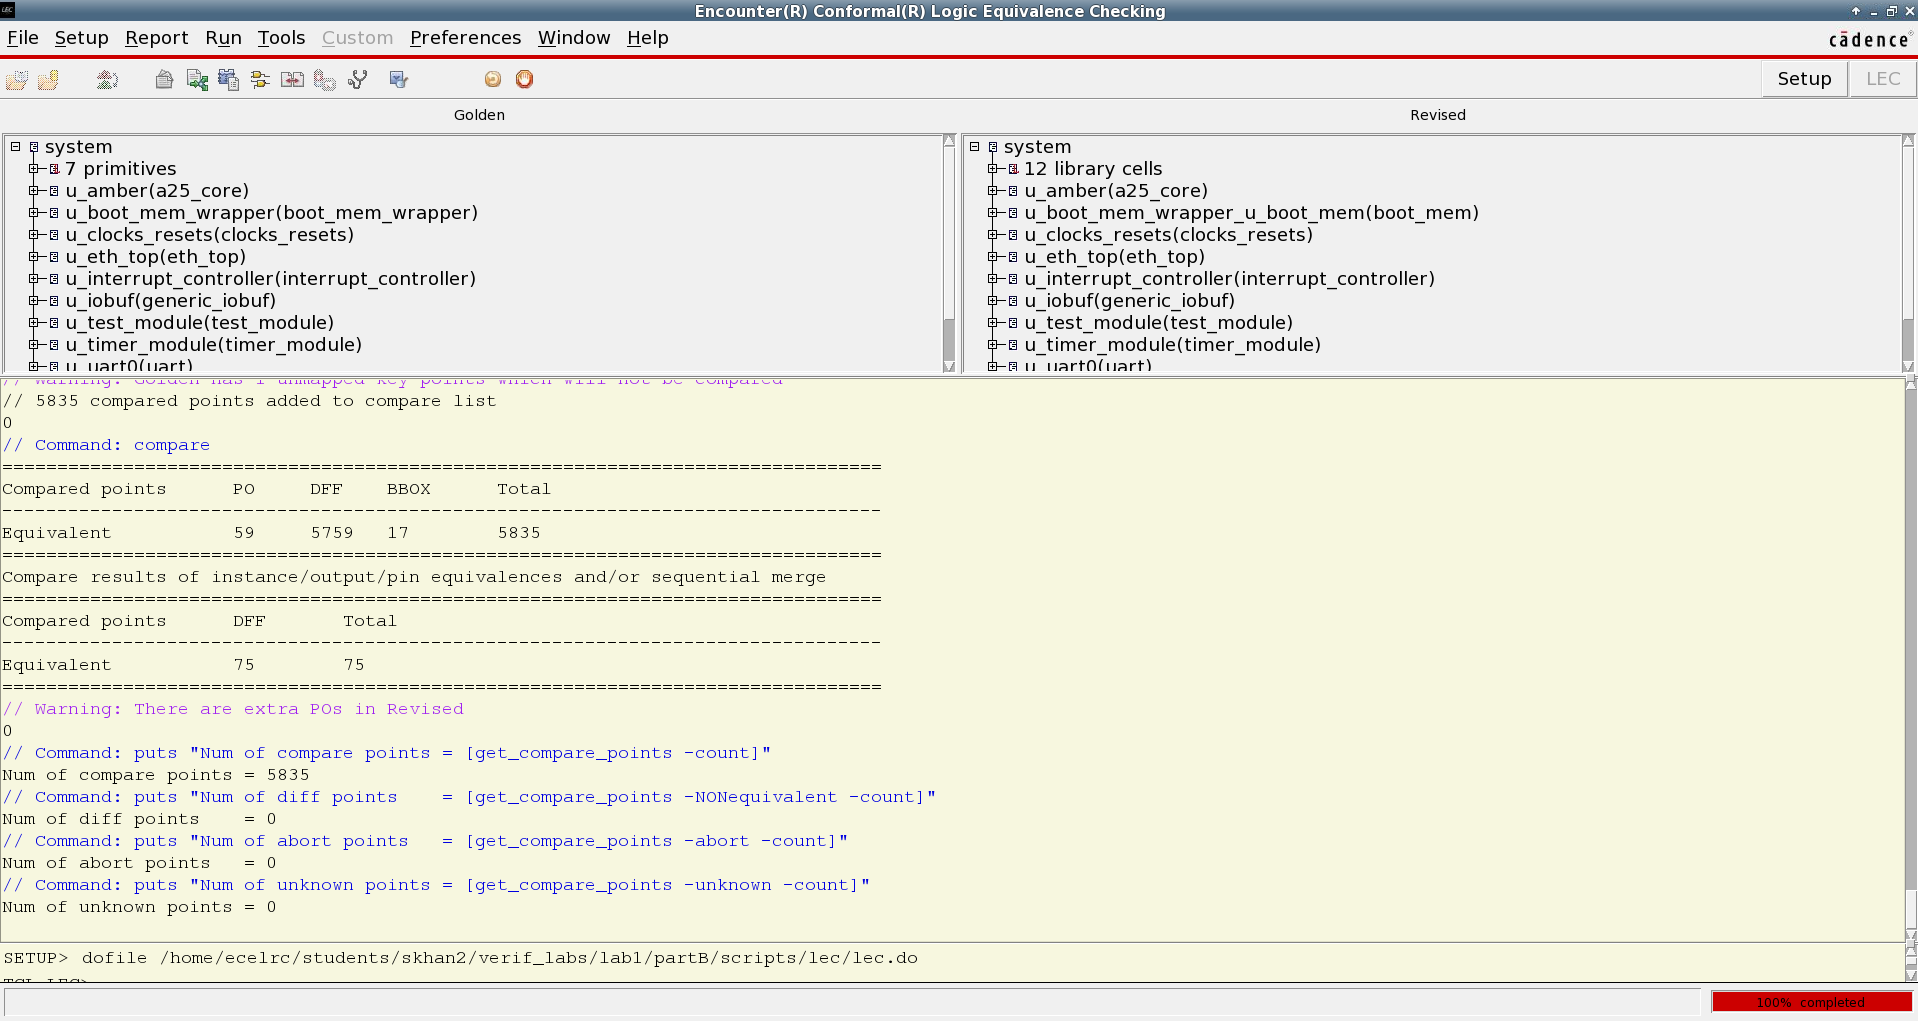 Encounter(R) Conformal(R) Logic Equivalence Checking
File Setup Report Run Tools Custom Preferences Window Help
cādence
Setup LEC
Golden
Revised
system
7 primitives
u_amber(a25_core)
u_boot_mem_wrapper(boot_mem_wrapper)
u_clocks_resets(clocks_resets)
u_eth_top(eth_top)
u_interrupt_controller(interrupt_controller)
u_iobuf(generic_iobuf)
u_test_module(test_module)
u_timer_module(timer_module)
u_uart0(uart)
system
12 library cells
u_amber(a25_core)
u_boot_mem_wrapper_u_boot_mem(boot_mem)
u_clocks_resets(clocks_resets)
u_eth_top(eth_top)
u_interrupt_controller(interrupt_controller)
u_iobuf(generic_iobuf)
u_test_module(test_module)
u_timer_module(timer_module)
u_uart0(uart)
// Warning: Golden has 1 unmapped key points which will not be compared
// 5835 compared points added to compare list
0
// Command: compare
================================================================================
Compared points      PO     DFF    BBOX      Total
--------------------------------------------------------------------------------
Equivalent           59     5759   17        5835
================================================================================
Compare results of instance/output/pin equivalences and/or sequential merge
================================================================================
Compared points      DFF       Total
--------------------------------------------------------------------------------
Equivalent           75        75
================================================================================
// Warning: There are extra POs in Revised
0
// Command: puts "Num of compare points = [get_compare_points -count]"
Num of compare points = 5835
// Command: puts "Num of diff points    = [get_compare_points -NONequivalent -count]"
Num of diff points    = 0
// Command: puts "Num of abort points   = [get_compare_points -abort -count]"
Num of abort points   = 0
// Command: puts "Num of unknown points = [get_compare_points -unknown -count]"
Num of unknown points = 0
SETUP> dofile /home/ecelrc/students/skhan2/verif_labs/lab1/partB/scripts/lec/lec.do
TCL_LEC>
100% completed